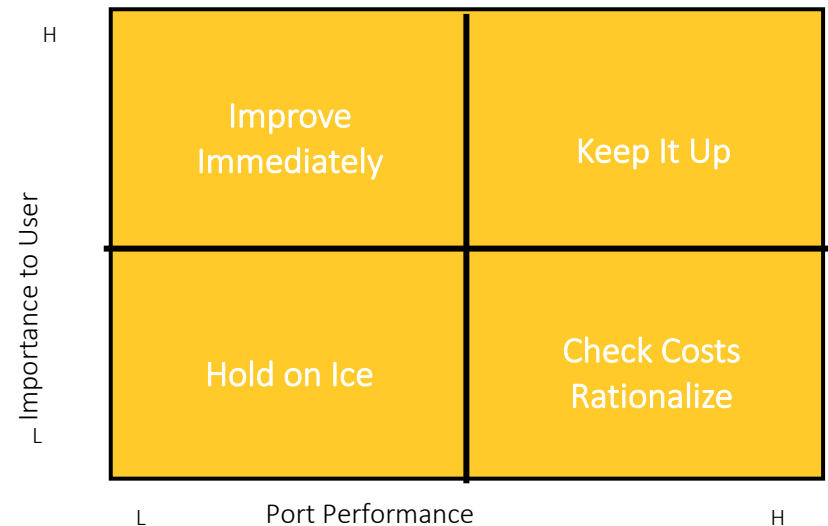 H
Improve
Immediately
Keep It Up
Importance to User
Hold on Ice
Check Costs
Rationalize
L
L
Port Performance
H